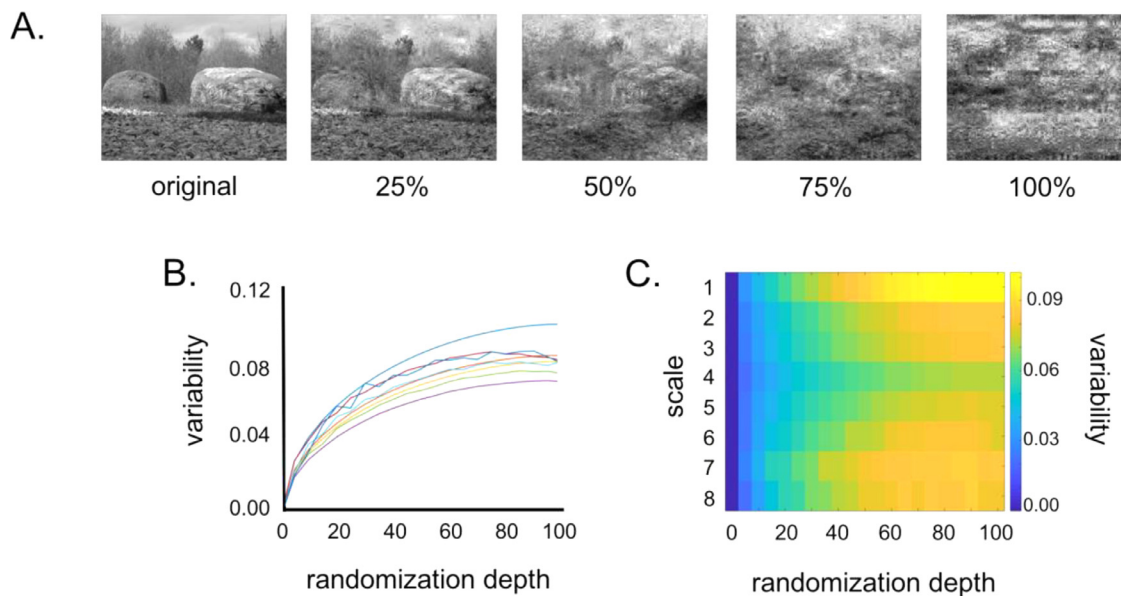 A.
original 25% 50% 75% 100%
B.
variability
0.12
0.08
0.04
0.00
0 20 40 60 80 100
randomization depth
C.
scale
1
2
3
4
5
6
7
8
0 20 40 60 80 100
randomization depth
0.09
0.06
0.03
0.00
variability